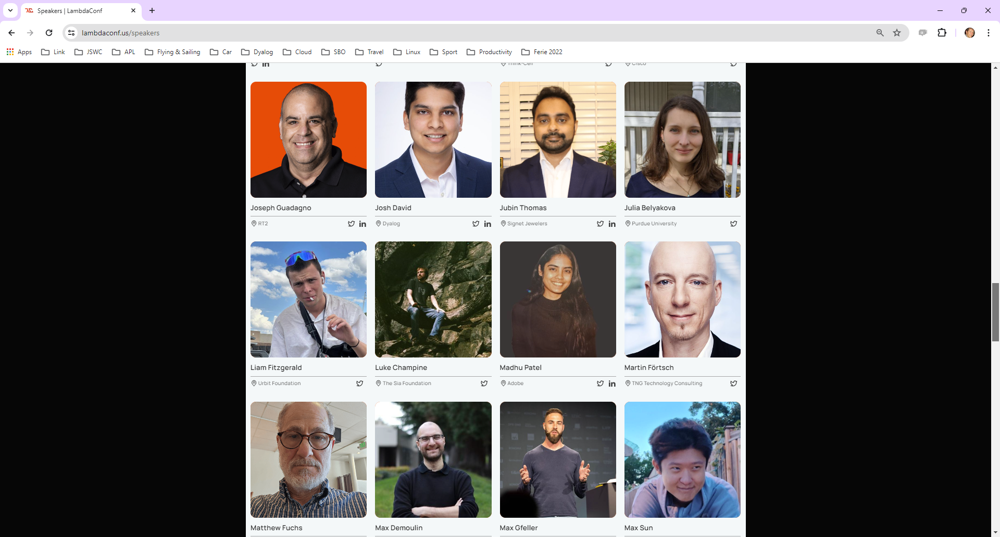 Speakers | LambdaConf
lambdaconf.us/speakers
Apps Link JSWC APL Flying & Sailing Car Dyalog Cloud SBO Travel Linux Sport Productivity Ferie 2022
Think-Cell Cisco
Joseph Guadagno Josh David Jubin Thomas Julia Belyakova
RT2 Dyalog Signet Jewelers Purdue University
Liam Fitzgerald Luke Champine Madhu Patel Martin Förtsch
Urbit Foundation The Sia Foundation Adobe TNG Technology Consulting
Matthew Fuchs Max Demoulin Max Gfeller Max Sun